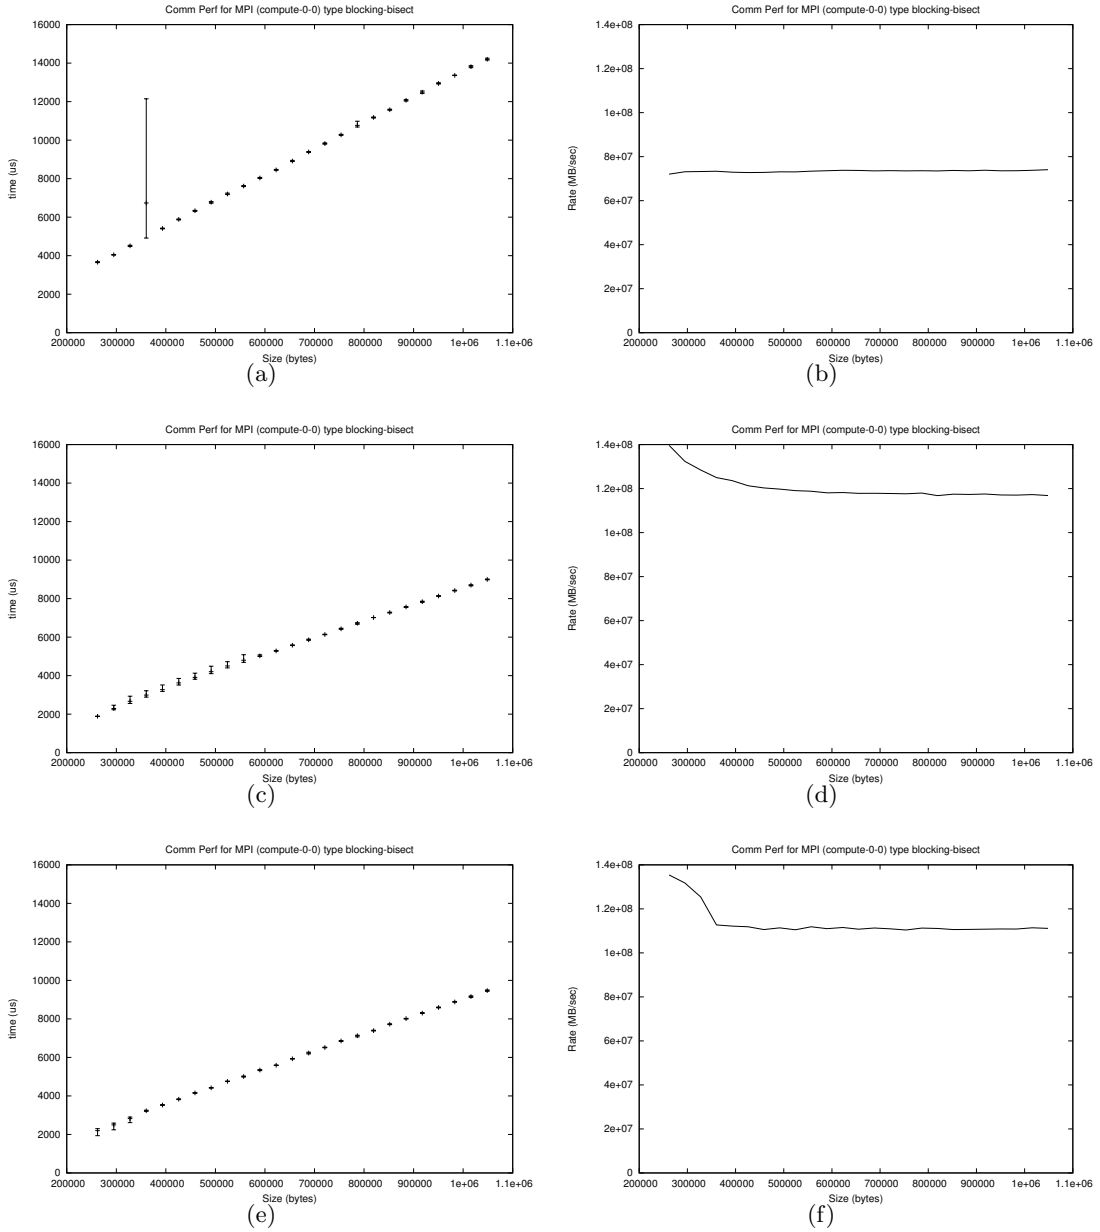 Comm Perf for MPI (compute-0-0) type blocking-bisect
16000
14000
12000
10000
8000
6000
4000
2000
0
time (us)
200000 300000 400000 500000 600000 700000 800000 900000 1e+06 1.1e+06
Size (bytes)
(a)
Comm Perf for MPI (compute-0-0) type blocking-bisect
1.4e+08
1.2e+08
1e+08
8e+07
6e+07
4e+07
2e+07
0
Rate (MB/sec)
200000 300000 400000 500000 600000 700000 800000 900000 1e+06 1.1e+06
Size (bytes)
(b)
Comm Perf for MPI (compute-0-0) type blocking-bisect
16000
14000
12000
10000
8000
6000
4000
2000
0
time (us)
200000 300000 400000 500000 600000 700000 800000 900000 1e+06 1.1e+06
Size (bytes)
(c)
Comm Perf for MPI (compute-0-0) type blocking-bisect
1.4e+08
1.2e+08
1e+08
8e+07
6e+07
4e+07
2e+07
0
Rate (MB/sec)
200000 300000 400000 500000 600000 700000 800000 900000 1e+06 1.1e+06
Size (bytes)
(d)
Comm Perf for MPI (compute-0-0) type blocking-bisect
16000
14000
12000
10000
8000
6000
4000
2000
0
time (us)
200000 300000 400000 500000 600000 700000 800000 900000 1e+06 1.1e+06
Size (bytes)
(e)
Comm Perf for MPI (compute-0-0) type blocking-bisect
1.4e+08
1.2e+08
1e+08
8e+07
6e+07
4e+07
2e+07
0
Rate (MB/sec)
200000 300000 400000 500000 600000 700000 800000 900000 1e+06 1.1e+06
Size (bytes)
(f)